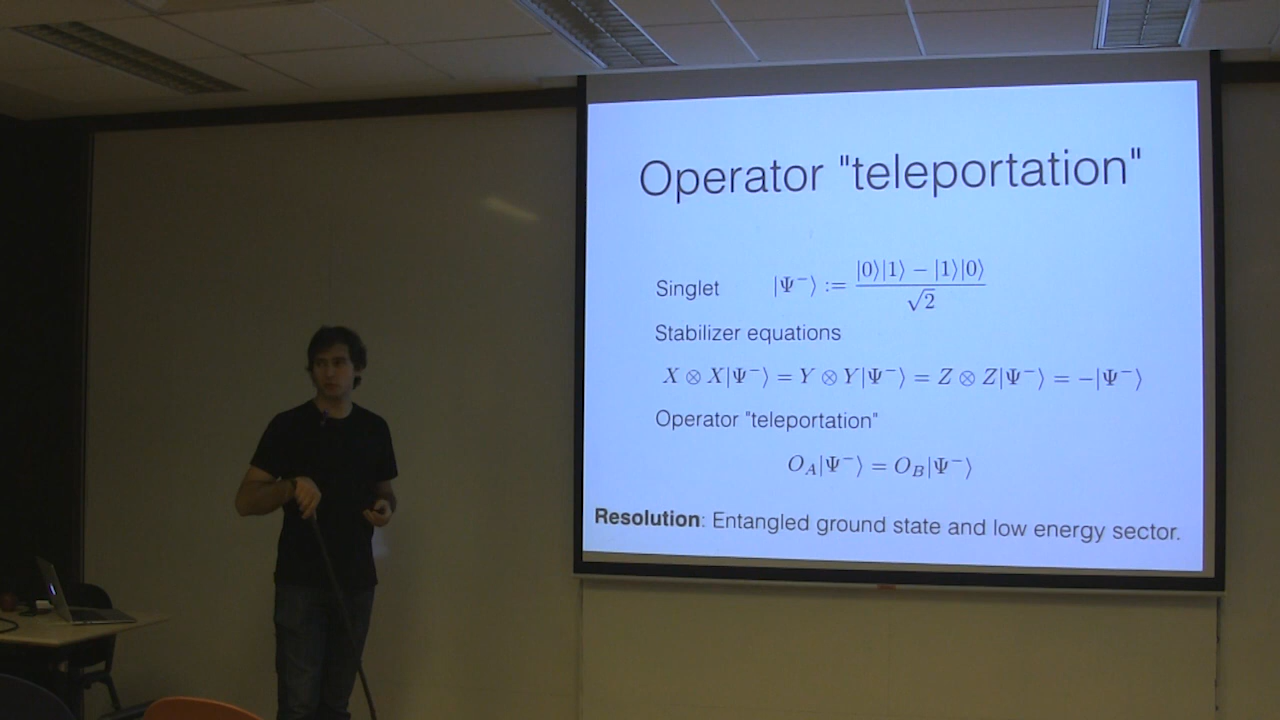 Operator "teleportation"
Singlet |Ψ⁻⟩ := |0⟩|1⟩ − |1⟩|0⟩ / √2
Stabilizer equations
X ⊗ X|Ψ⁻⟩ = Y ⊗ Y|Ψ⁻⟩ = Z ⊗ Z|Ψ⁻⟩ = −|Ψ⁻⟩
Operator "teleportation"
O_A|Ψ⁻⟩ = O_B|Ψ⁻⟩
Resolution: Entangled ground state and low energy sector.